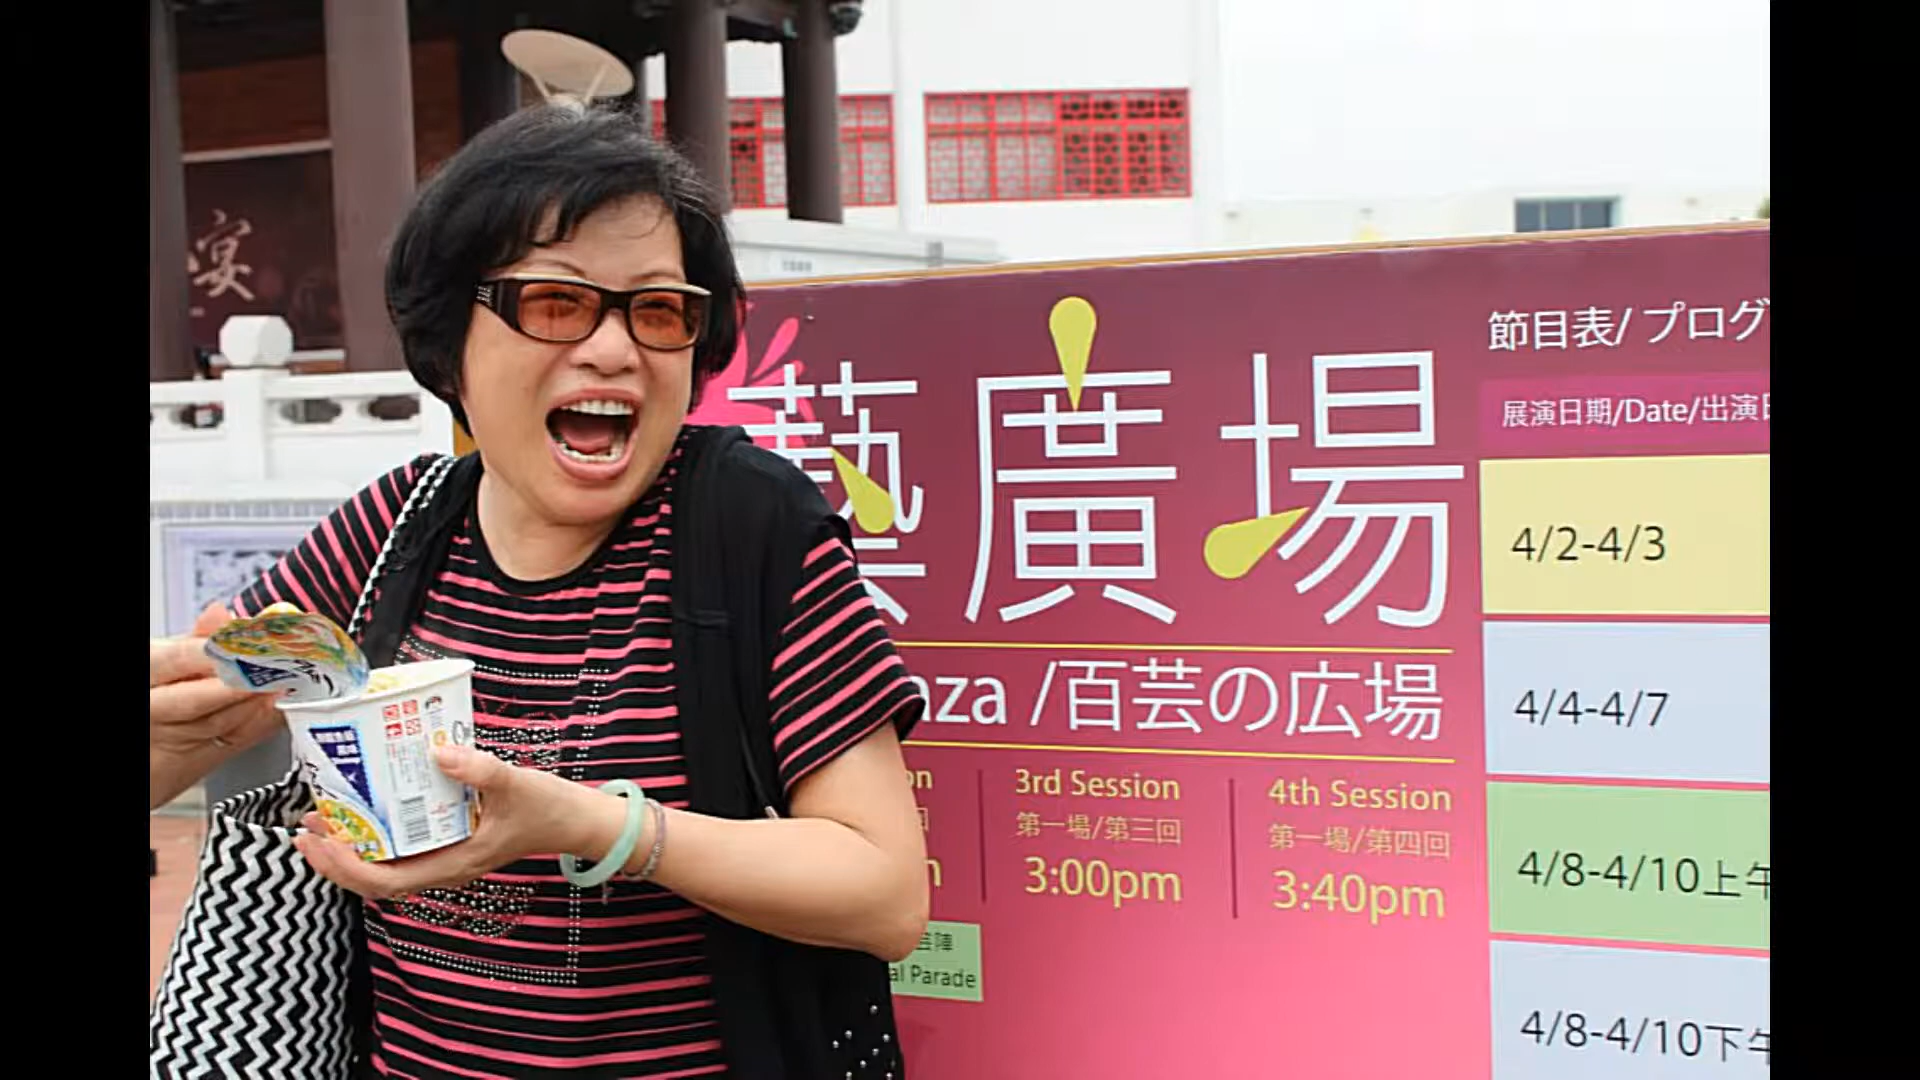 宴
藝廣場
aza /百芸の広場
on
3rd Session
第一場/第三回
3:00pm
4th Session
第一場/第四回
3:40pm
al Parade
節目表/プログ
展演日期/Date/出演日
4/2-4/3
4/4-4/7
4/8-4/10上午
4/8-4/10下午